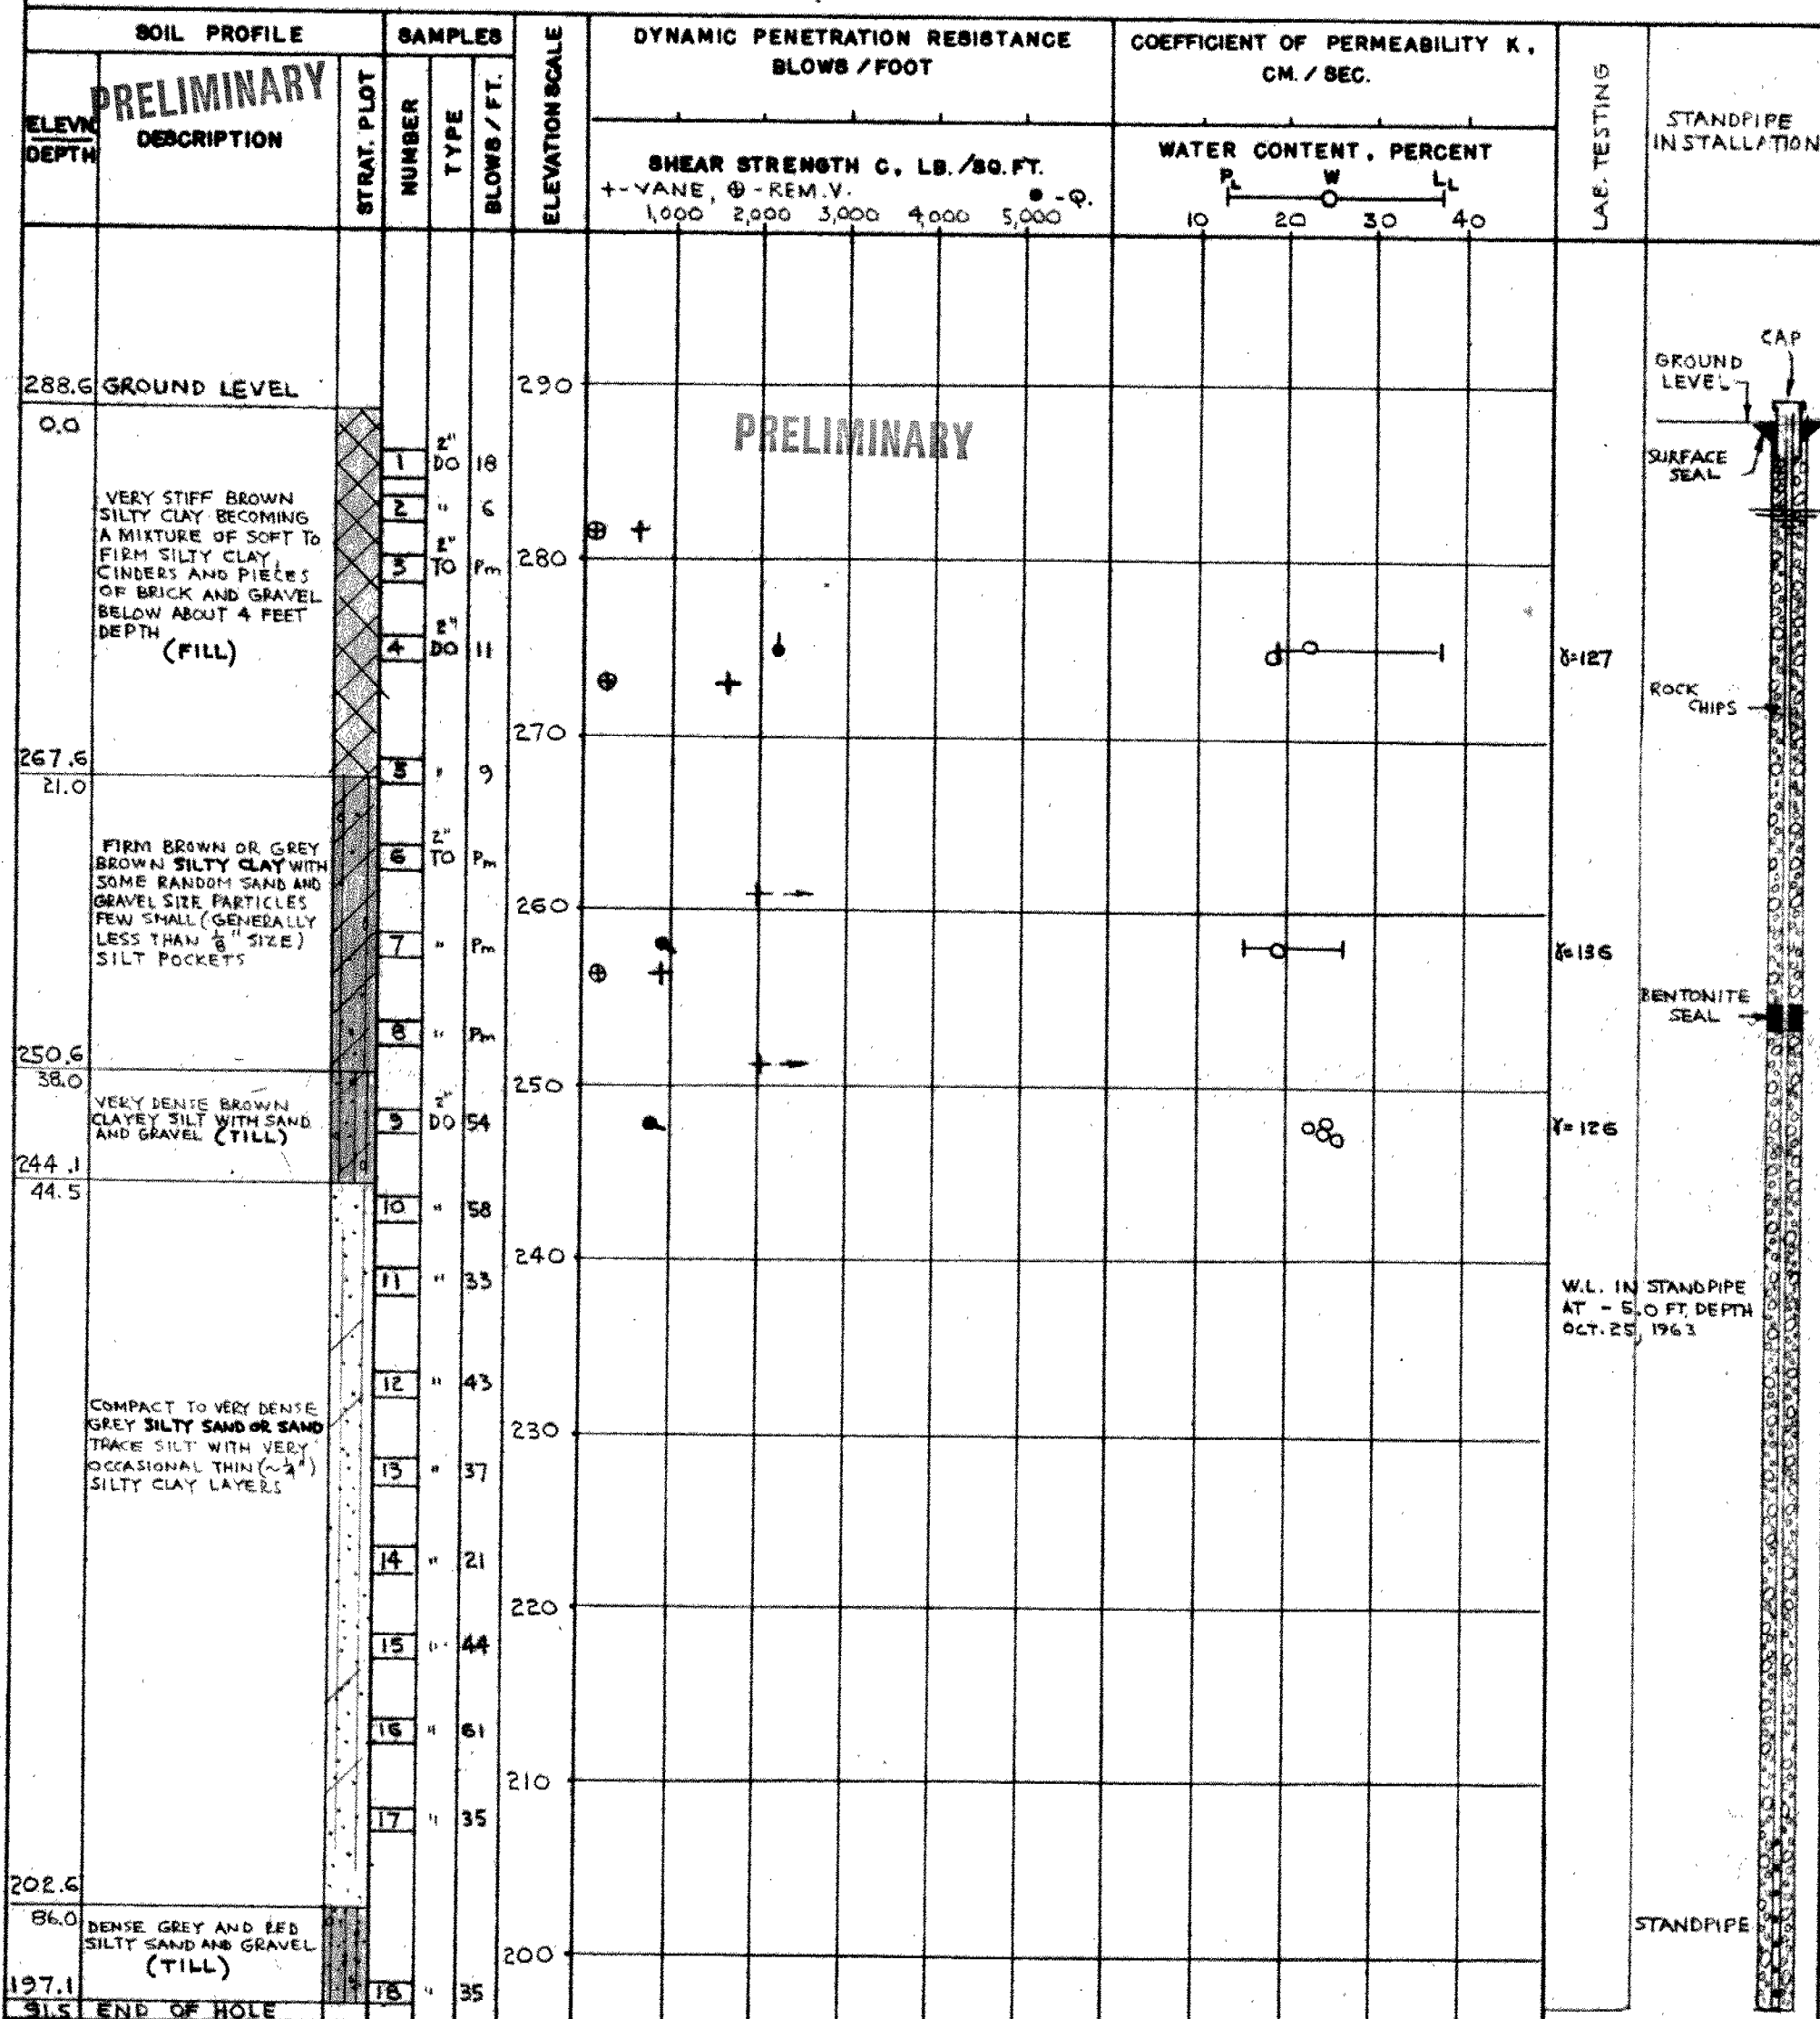 SOIL PROFILE
SAMPLES
ELEVATION SCALE
DYNAMIC PENETRATION RESISTANCE
BLOWS / FOOT
COEFFICIENT OF PERMEABILITY K,
CM. / SEC.
LAB. TESTING
STANDPIPE
INSTALLATION
PRELIMINARY
ELEVN
DEPTH
DESCRIPTION
STRAT. PLOT
NUMBER
TYPE
BLOWS / FT.
SHEAR STRENGTH C, LB./SQ.FT.
+-VANE, ⊕-REM.V. ●-Q.
1,000 2,000 3,000 4,000 5,000
WATER CONTENT, PERCENT
PL W LL
10 20 30 40
288.6 GROUND LEVEL
0.0
VERY STIFF BROWN
SILTY CLAY BECOMING
A MIXTURE OF SOFT TO
FIRM SILTY CLAY,
CINDERS AND PIECES
OF BRICK AND GRAVEL
BELOW ABOUT 4 FEET
DEPTH
(FILL)
267.6
21.0
FIRM BROWN OR GREY
BROWN SILTY CLAY WITH
SOME RANDOM SAND AND
GRAVEL SIZE PARTICLES
FEW SMALL (GENERALLY
LESS THAN 1/8" SIZE)
SILT POCKETS
250.6
38.0
VERY DENSE BROWN
CLAYEY SILT WITH SAND
AND GRAVEL (TILL)
244.1
44.5
COMPACT TO VERY DENSE
GREY SILTY SAND OR SAND
TRACE SILT WITH VERY
OCCASIONAL THIN (~1/4")
SILTY CLAY LAYERS
202.6
86.0
DENSE GREY AND RED
SILTY SAND AND GRAVEL
(TILL)
197.1
91.5 END OF HOLE
1 2" DO 18
2 " 6
3 2" TO Pm
4 2" DO 11
5 " 9
6 2" TO Pm
7 " Pm
8 " Pm
9 2" DO 54
10 " 58
11 " 33
12 " 43
13 " 37
14 " 21
15 " 44
16 " 61
17 " 35
18 " 35
290
280
270
260
250
240
230
220
210
200
PRELIMINARY
γ=127
γ=136
γ=126
W.L. IN STANDPIPE
AT - 5.0 FT. DEPTH
OCT. 25, 1963
CAP
GROUND
LEVEL
SURFACE
SEAL
ROCK
CHIPS
BENTONITE
SEAL
STANDPIPE